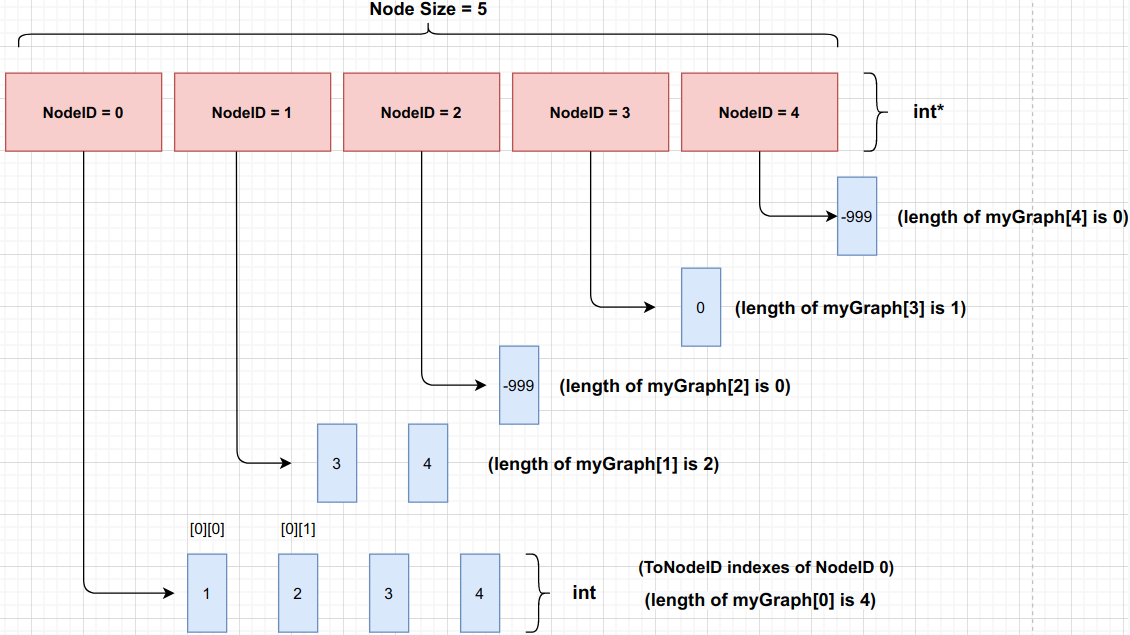 Node Size = 5
NodeID = 0
NodeID = 1
NodeID = 2
NodeID = 3
NodeID = 4
int*
-999
(length of myGraph[4] is 0)
0
(length of myGraph[3] is 1)
-999
(length of myGraph[2] is 0)
3
4
(length of myGraph[1] is 2)
[0][0]
[0][1]
1
2
3
4
int
(ToNodeID indexes of NodeID 0)
(length of myGraph[0] is 4)